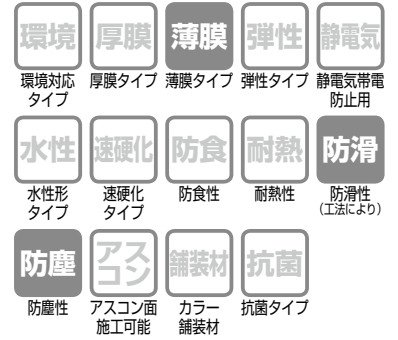 環境 厚膜 薄膜 弾性 静電気
環境対応 厚膜タイプ 薄膜タイプ 弾性タイプ 静電気帯電
タイプ 防止用
水性 速硬化 防食 耐熱 防滑
水性形 速硬化 防食性 耐熱性 防滑性
タイプ タイプ （工法により）
防塵 アス 舗装材 抗菌
コン
防塵性 アスコン面 カラー 抗菌タイプ
施工可能 舗装材